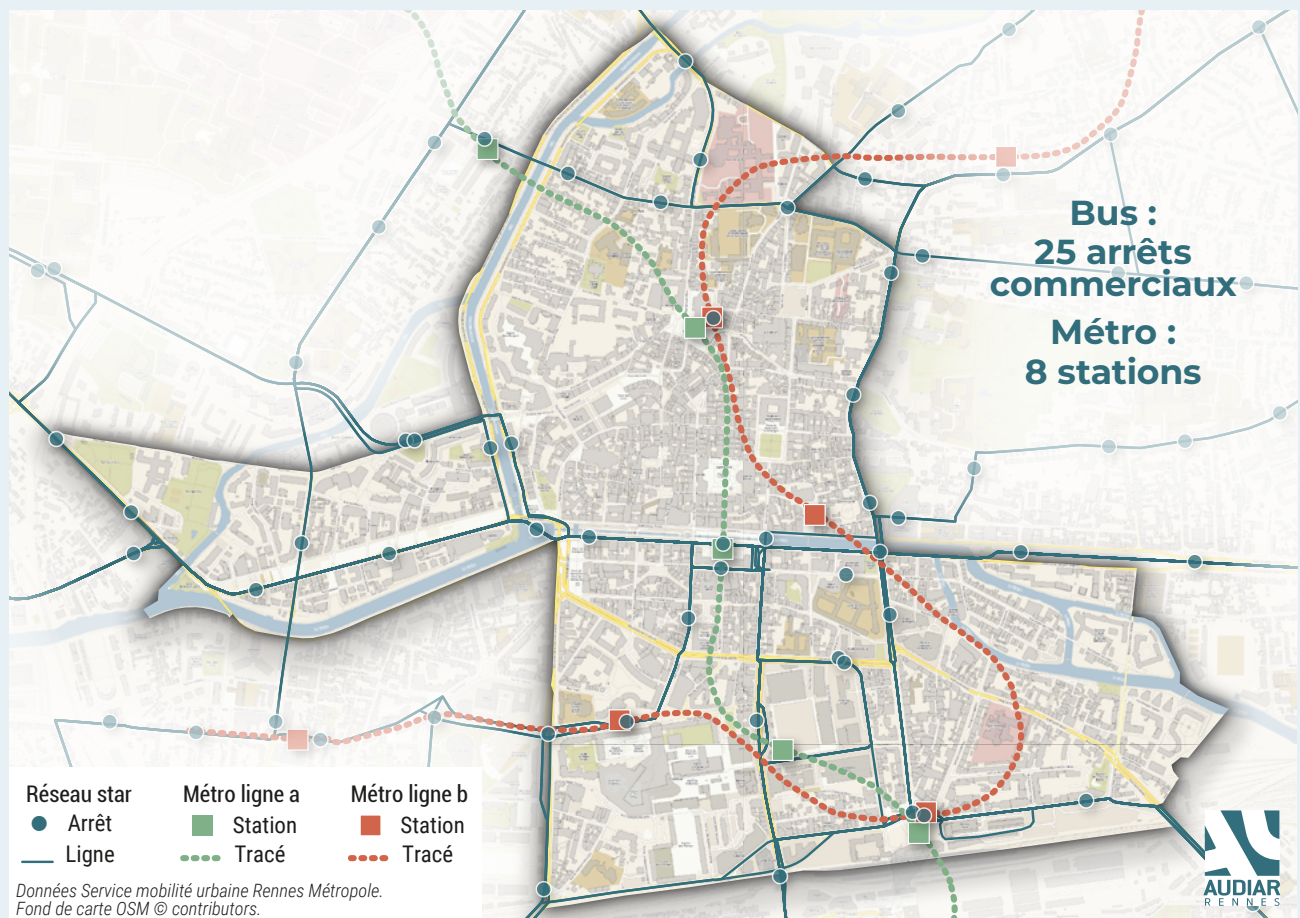 Bus :
25 arrêts
commerciaux
Métro :
8 stations
Réseau star
Arrêt
Ligne
Métro ligne a
Station
Tracé
Métro ligne b
Station
Tracé
Données Service mobilité urbaine Rennes Métropole.
Fond de carte OSM © contributors.
AUDIAR
RENNES